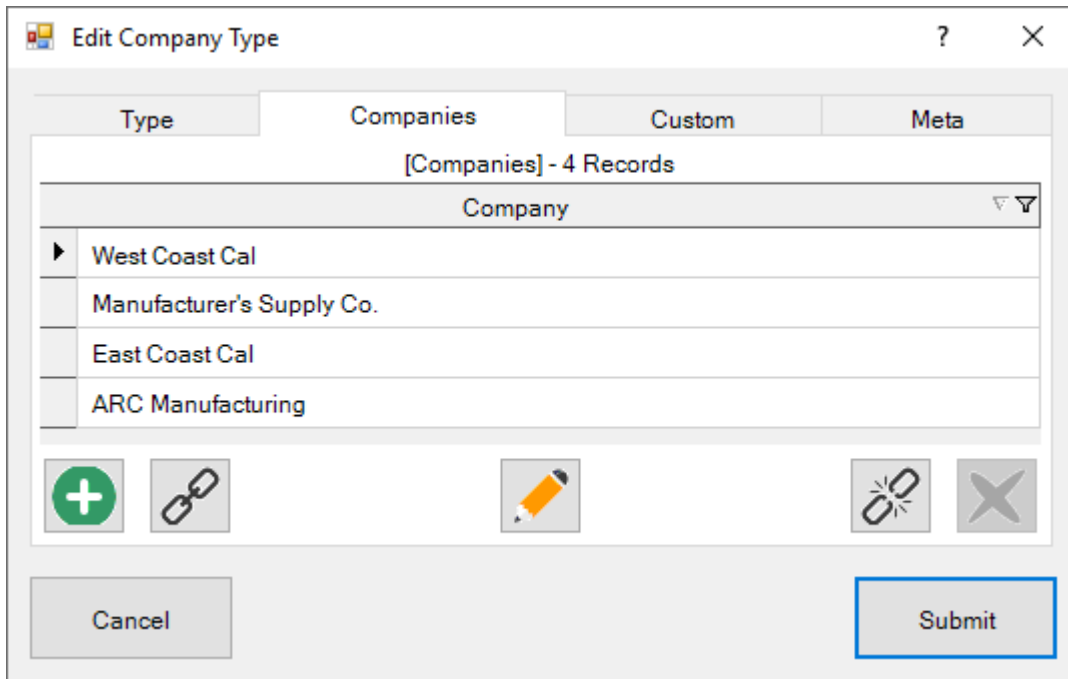 Edit Company Type
?
Type Companies Custom Meta
[Companies] - 4 Records
Company
West Coast Cal
Manufacturer's Supply Co.
East Coast Cal
ARC Manufacturing
Cancel Submit